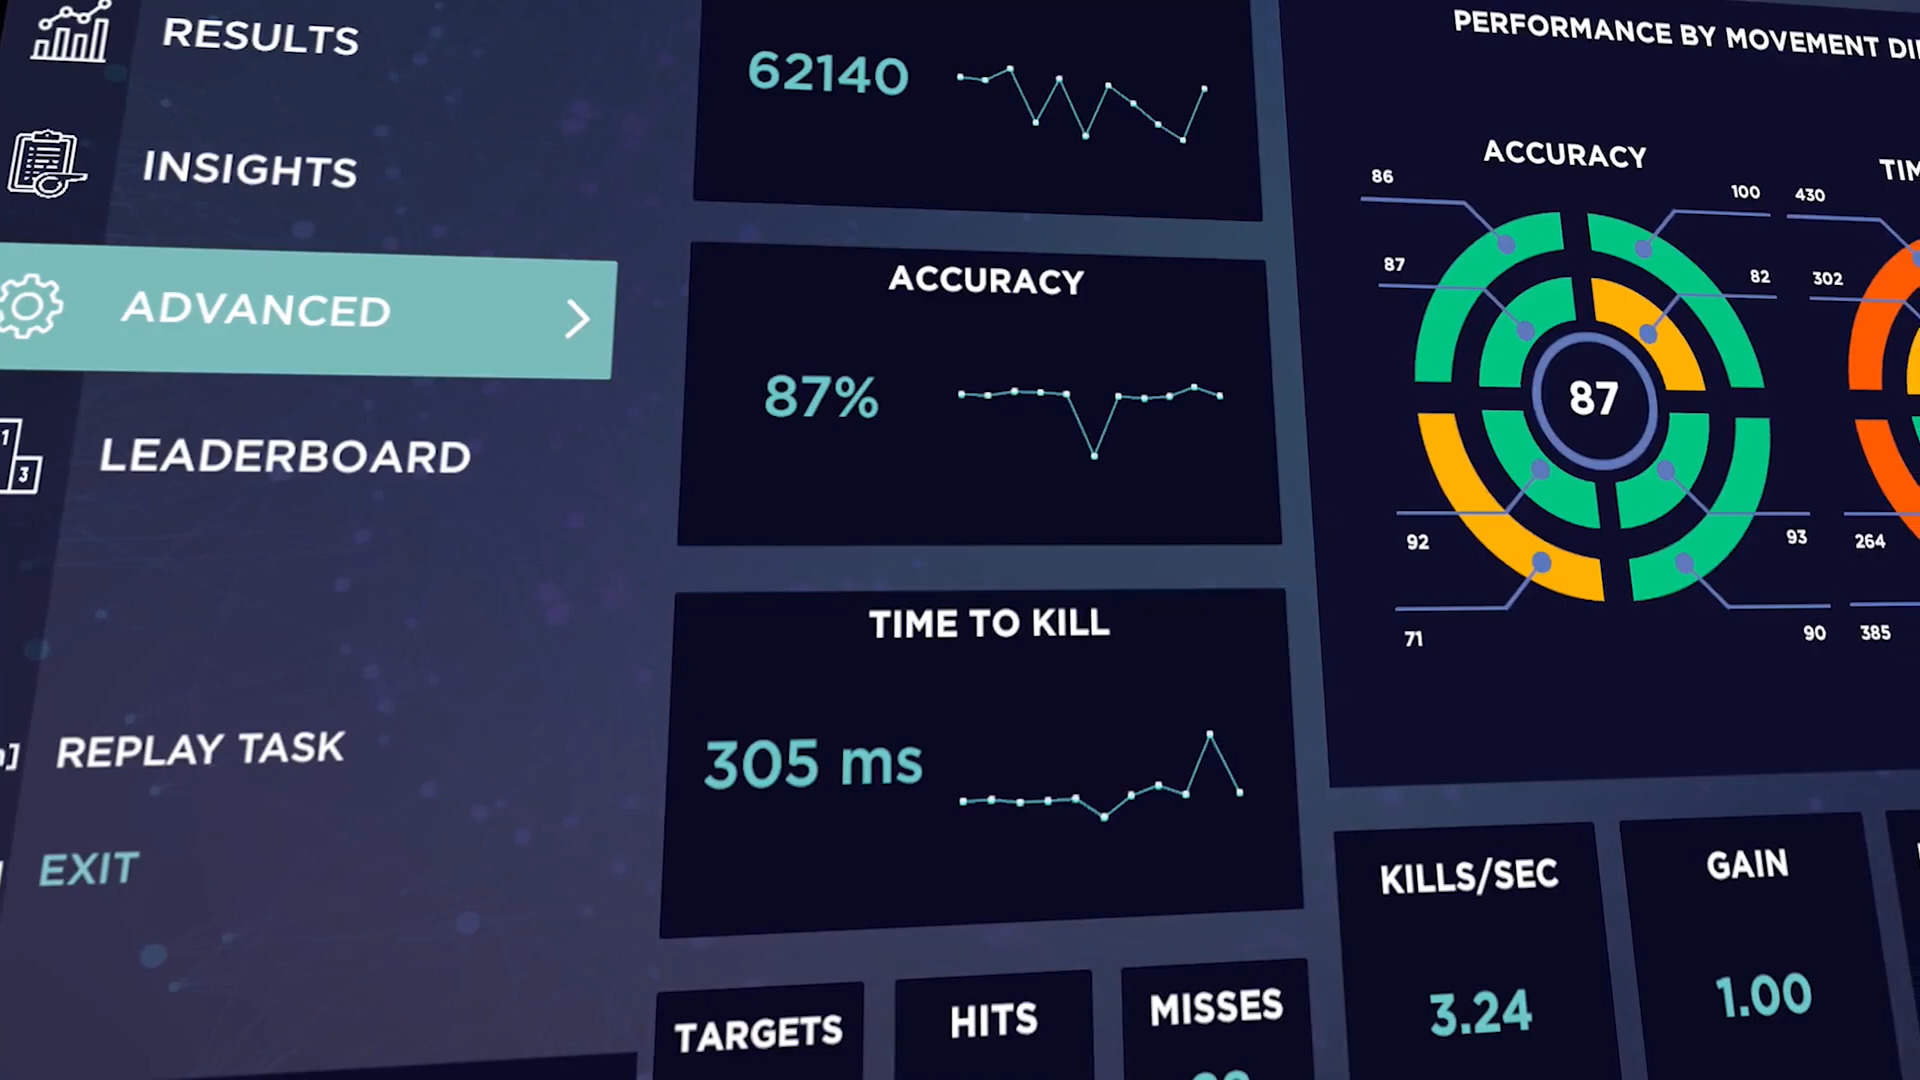 RESULTS
INSIGHTS
ADVANCED
LEADERBOARD
1
3
REPLAY TASK
EXIT
62140
ACCURACY
87%
TIME TO KILL
305 ms
TARGETS
HITS
MISSES
PERFORMANCE BY MOVEMENT
ACCURACY
86
100
87
82
87
92
93
71
90
430
302
264
385
KILLS/SEC
3.24
GAIN
1.00